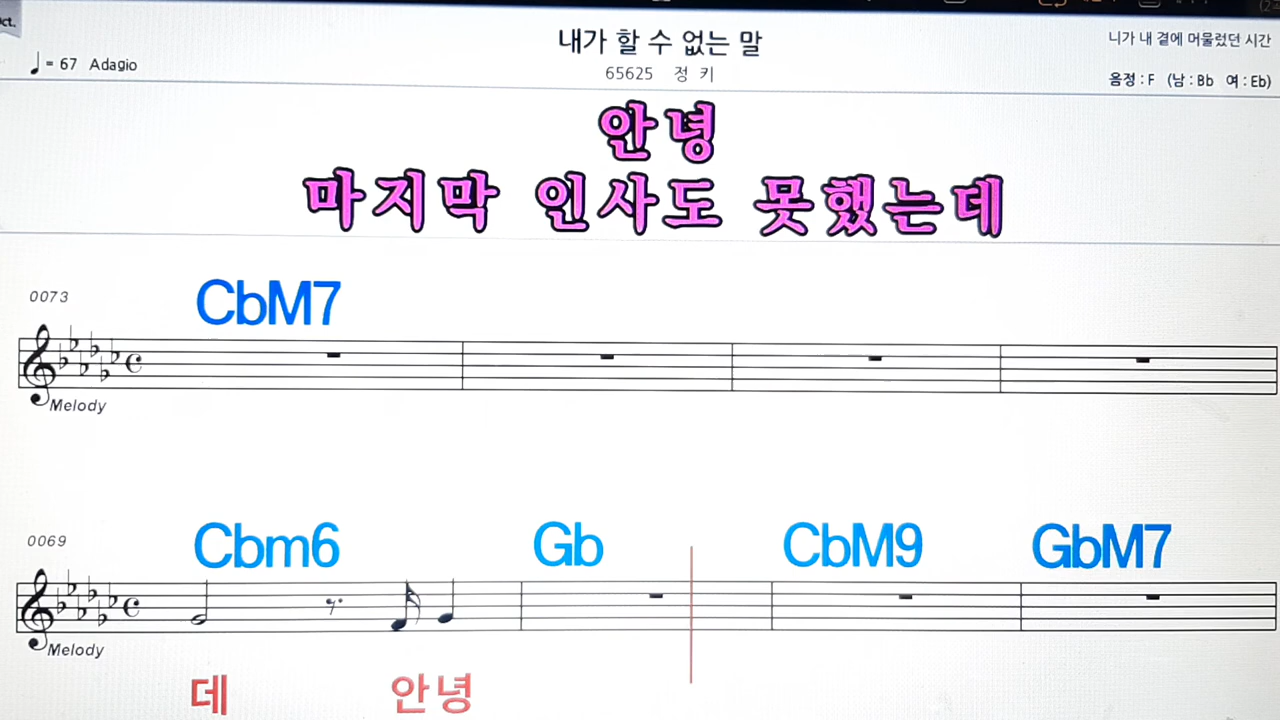 내가 할 수 없는 말
니가 내 곁에 머물렀던 시간
♩= 67 Adagio
65625 정 키
음정 : F (남 : Bb 여 : Eb)
안녕
마지막 인사도 못했는데
0073
CbM7
Melody
0069
Cbm6 Gb CbM9 GbM7
Melody
데 안녕